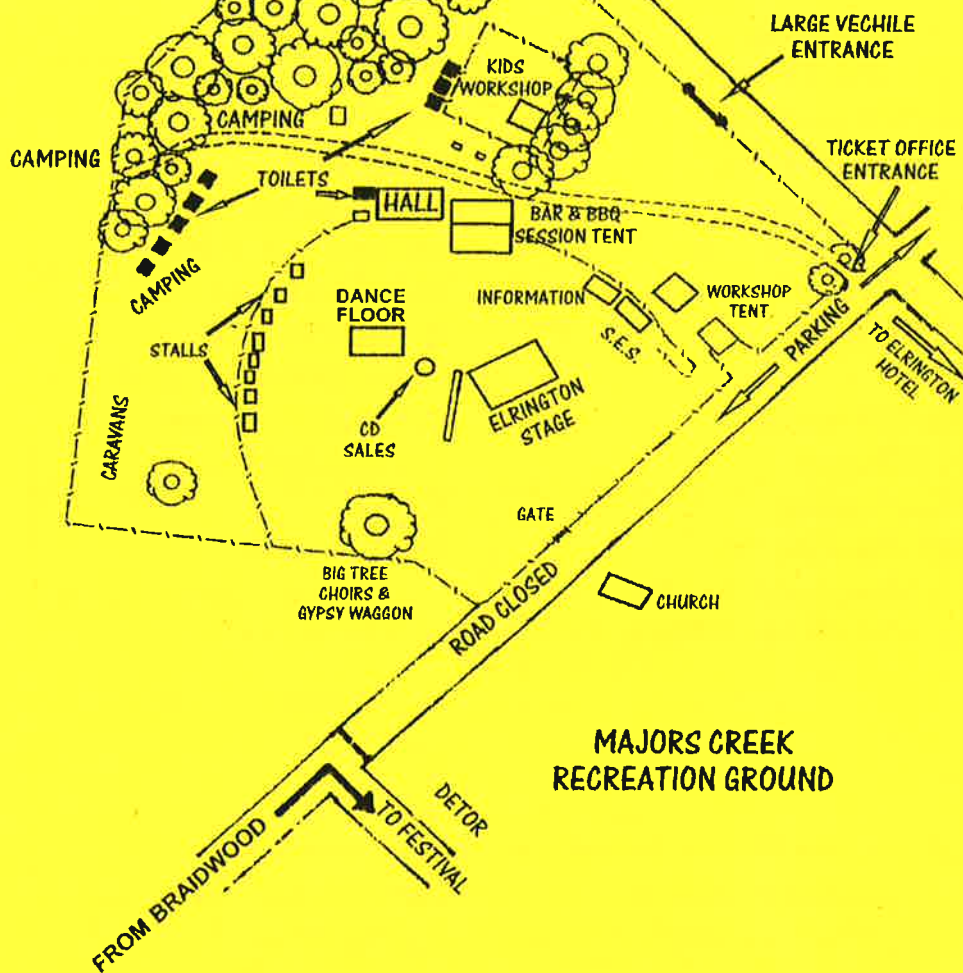 LARGE VECHILE
ENTRANCE
KIDS
WORKSHOP
CAMPING
TICKET OFFICE
ENTRANCE
CAMPING
TOILETS
HALL
BAR & BBQ
SESSION TENT
CAMPING
INFORMATION
WORKSHOP
TENT
DANCE
FLOOR
S.E.S.
PARKING
TO ELRINGTON
HOTEL
STALLS
ELRINGTON
STAGE
CD
SALES
CARAVANS
GATE
BIG TREE
CHOIRS &
GYPSY WAGGON
ROAD CLOSED
CHURCH
MAJORS CREEK
RECREATION GROUND
DETOR
TO FESTIVAL
FROM BRAIDWOOD